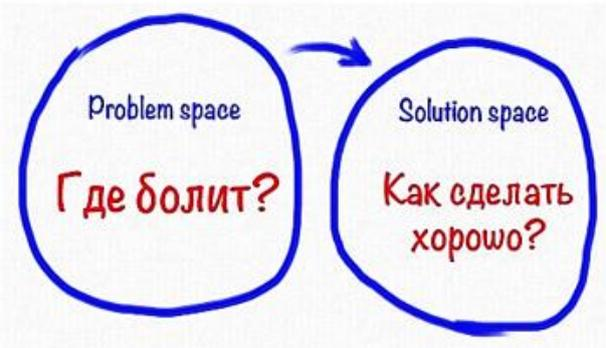 Problem space
Где болит?
Solution space
Как сделать
хорошо?